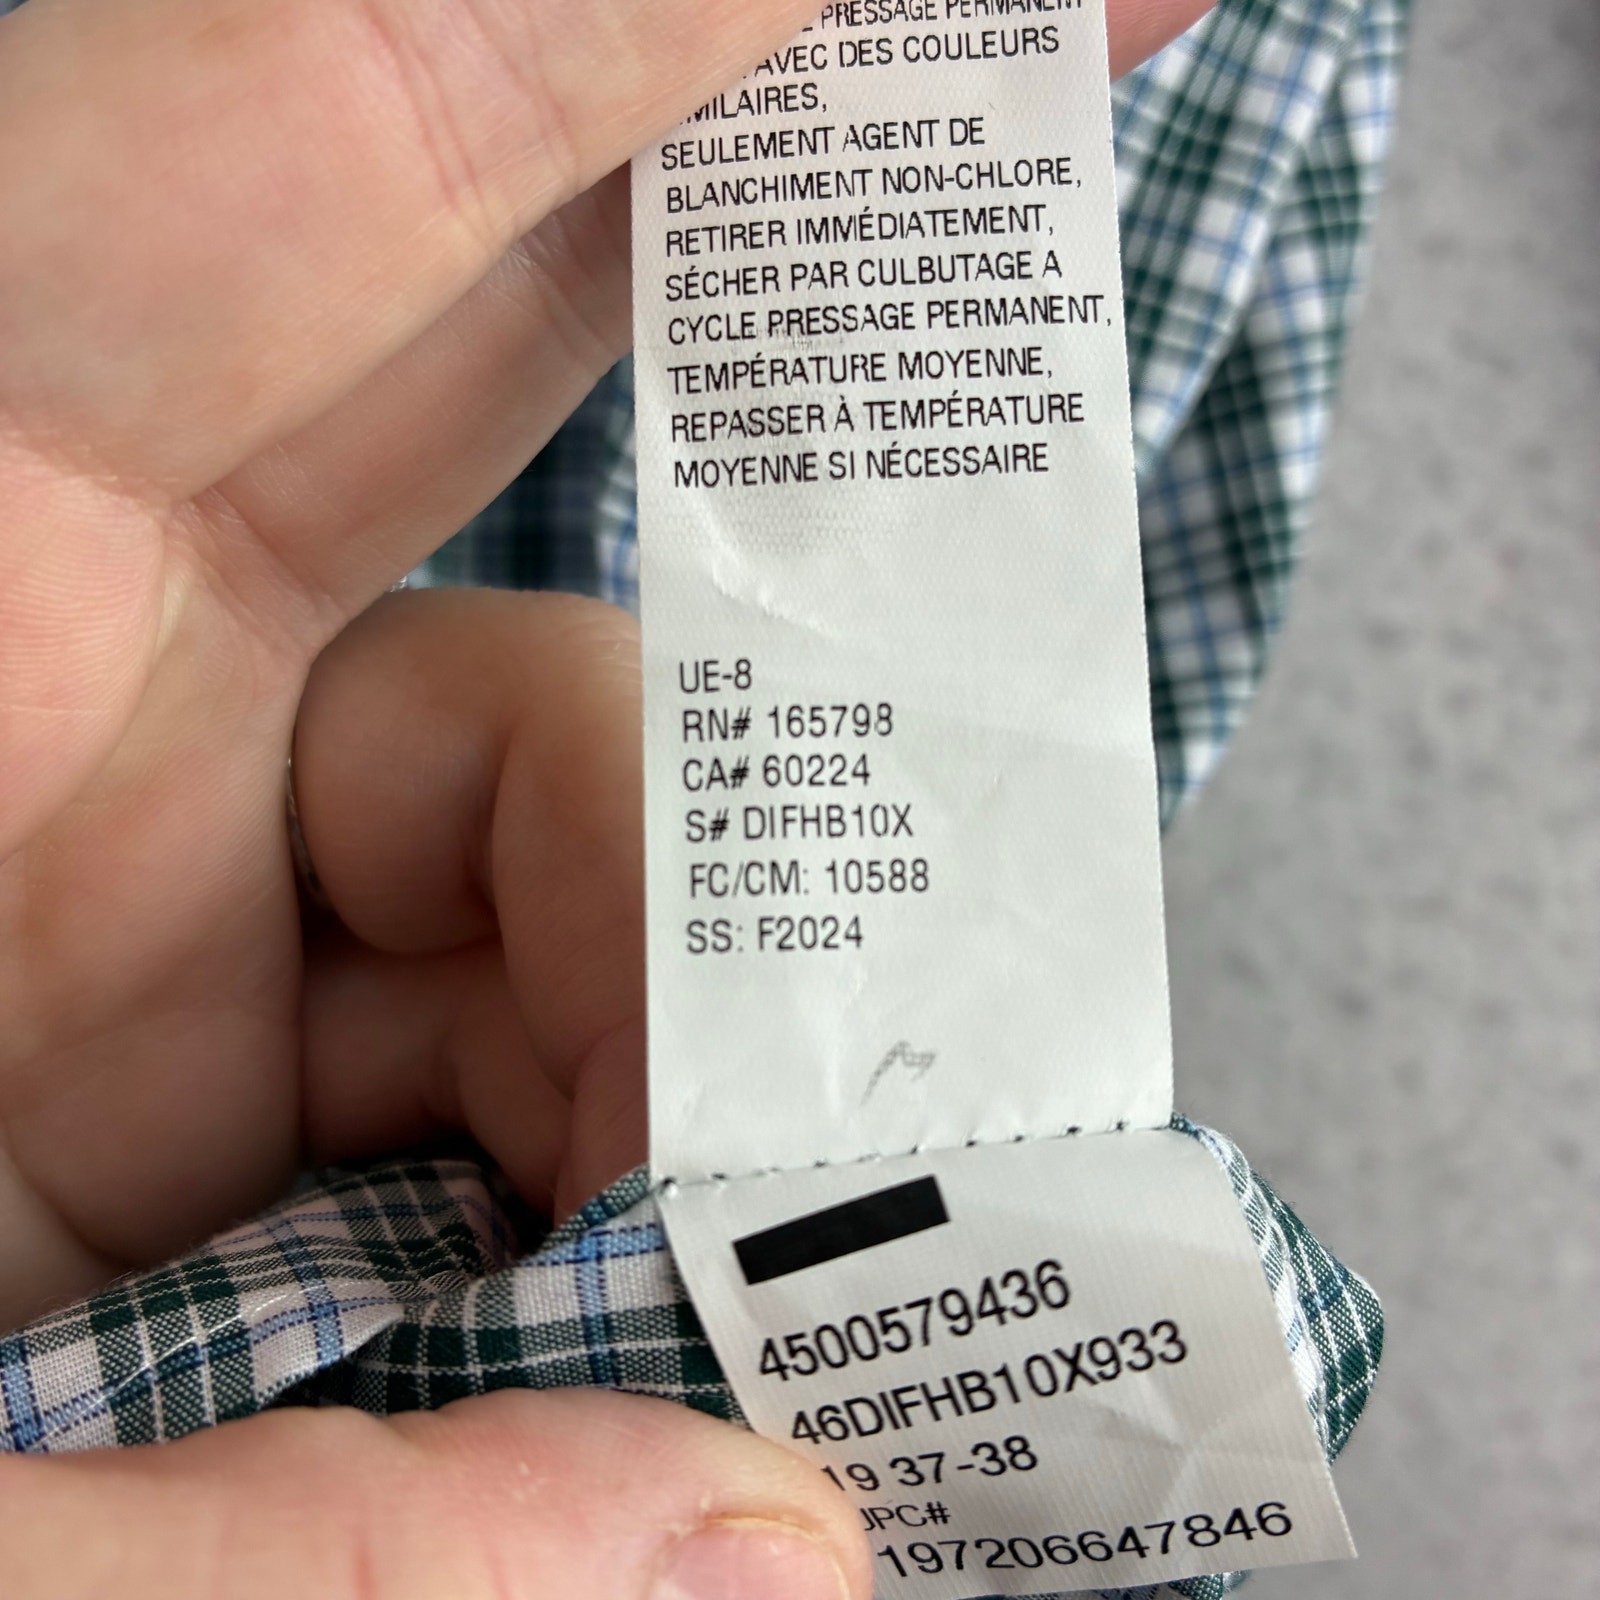 PRESSAGE PERMANENT
AVEC DES COULEURS
SEULEMENT AGENT DE
BLANCHIMENT NON-CHLORE,
RETIRER IMMÉDIATEMENT,
SÉCHER PAR CULBUTAGE A
CYCLE PRESSAGE PERMANENT,
TEMPÉRATURE MOYENNE,
REPASSER À TEMPÉRATURE
MOYENNE SI NÉCESSAIRE
UE-8
RN# 165798
CA# 60224
S# DIFHB10X
FC/CM: 10588
SS: F2024
4500579436
46DIFHB10X933
19 37-38
UPC#
197206647846